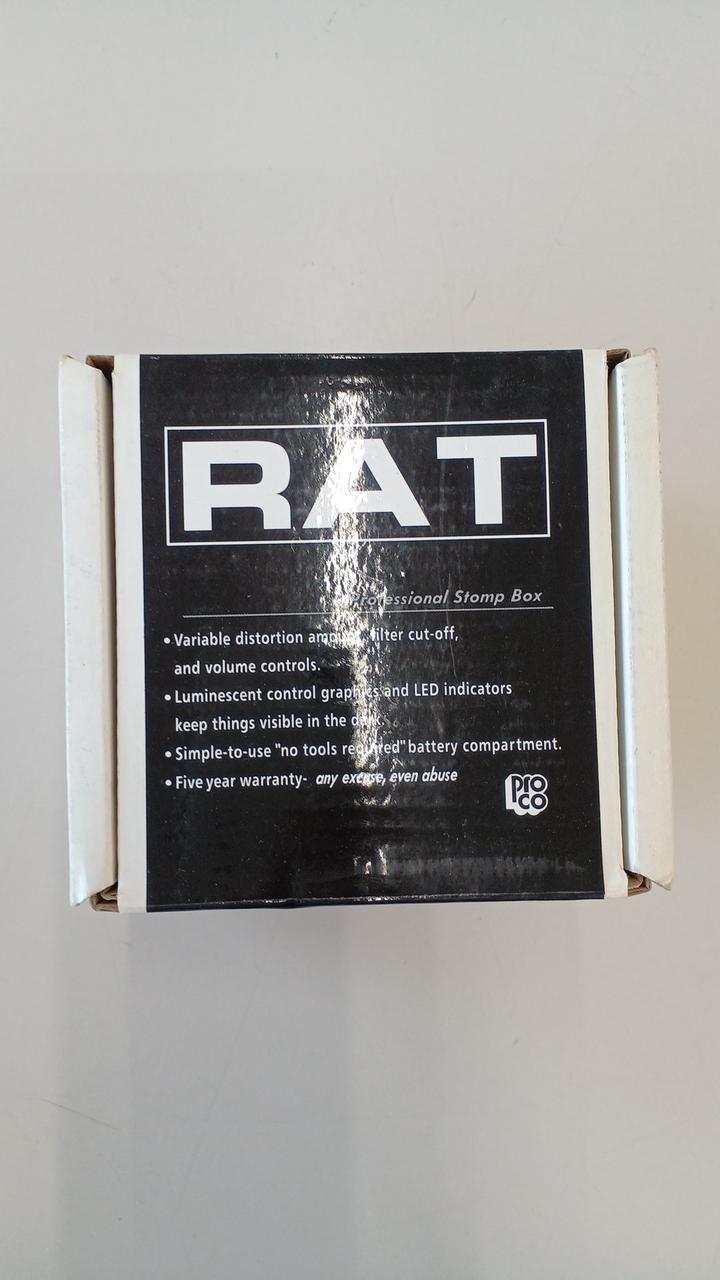 RAT
Professional Stomp Box
• Variable distortion amount, filter cut-off,
and volume controls.
• Luminescent control graphics and LED indicators
keep things visible in the dark.
• Simple-to-use "no tools required" battery compartment.
• Five year warranty- any excuse, even abuse
pro
co